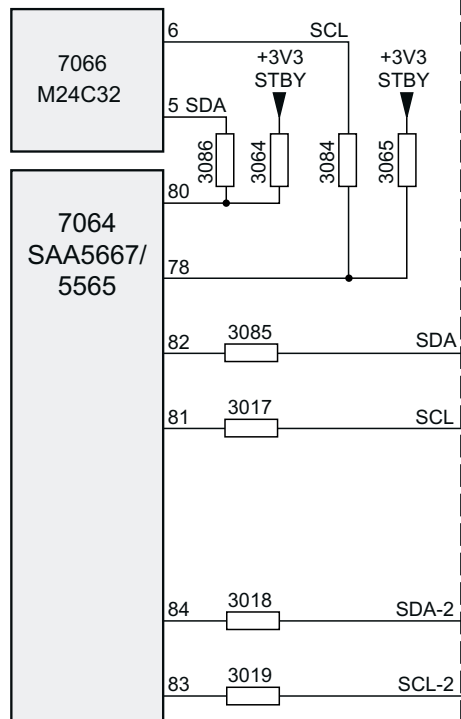 6
SCL
7066
M24C32
+3V3
STBY
+3V3
STBY
5 SDA
3086
3064
3084
3065
80
7064
SAA5667/
5565
78
82
3085
SDA
81
3017
SCL
84
3018
SDA-2
83
3019
SCL-2